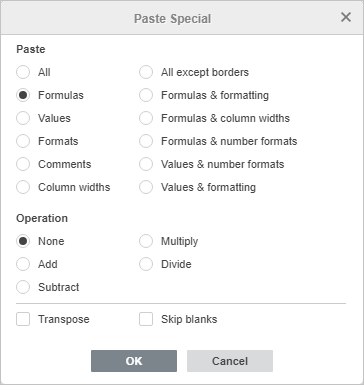 Paste Special
Paste
All All except borders
Formulas Formulas & formatting
Values Formulas & column widths
Formats Formulas & number formats
Comments Values & number formats
Column widths Values & formatting
Operation
None Multiply
Add Divide
Subtract
Transpose Skip blanks
OK Cancel